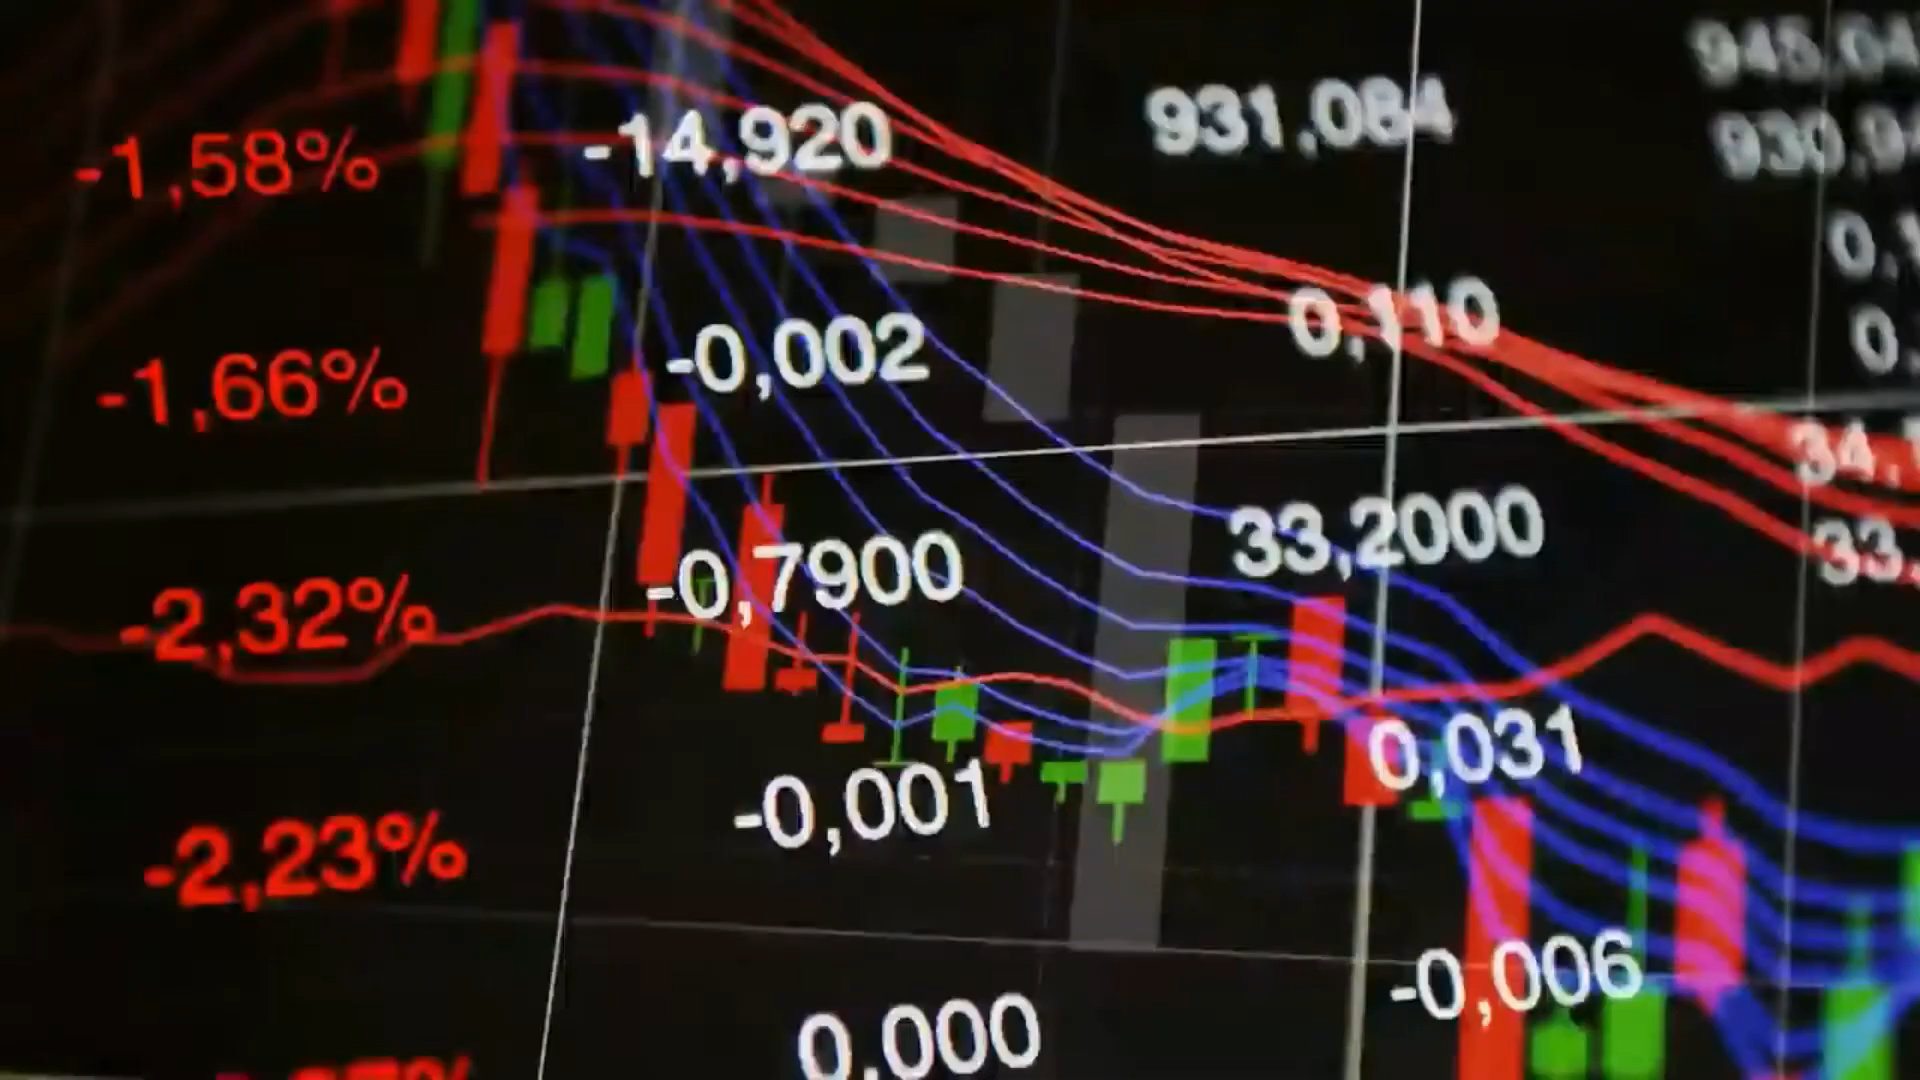 -1,58% -14,920 931,084
-1,66% -0,002 0,110
-2,32% -0,7900 33,2000
-2,23% -0,001 0,031
0,000 -0,006